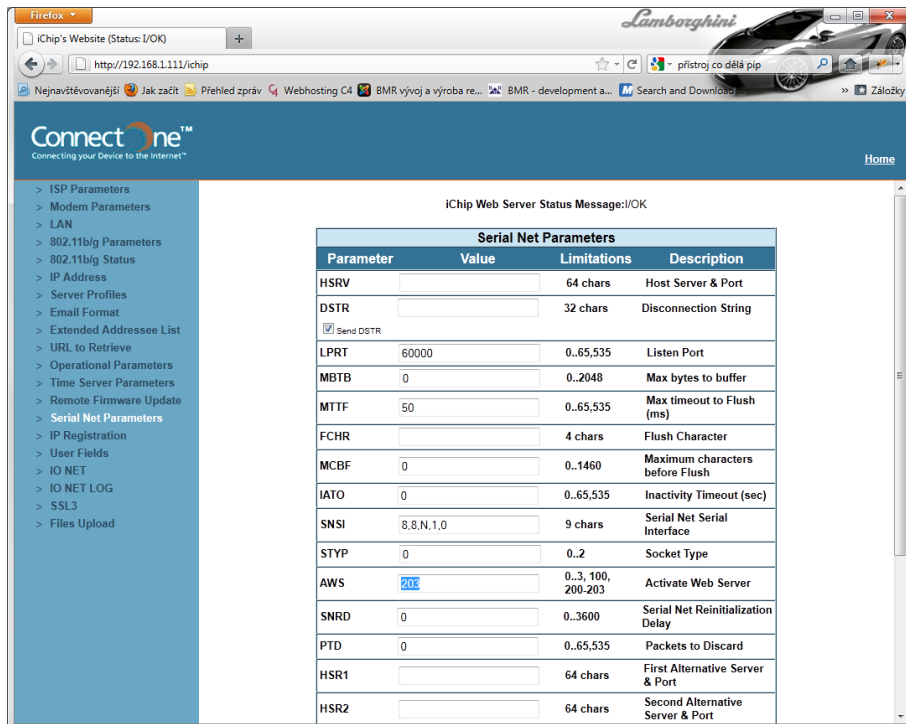 Firefox
Lamborghini
iChip's Website (Status: I/OK)
http://192.168.1.111/ichip
přístroj co dělá píp
Nejnavštěvovanější Jak začít Přehled zpráv Webhosting C4 BMR vývoj a výroba re... BMR - development a... Search and Download
» Záložky
ConnectOne™
Connecting your Device to the Internet™
Home
> ISP Parameters
> Modem Parameters
> LAN
> 802.11b/g Parameters
> 802.11b/g Status
> IP Address
> Server Profiles
> Email Format
> Extended Addressee List
> URL to Retrieve
> Operational Parameters
> Time Server Parameters
> Remote Firmware Update
> Serial Net Parameters
> IP Registration
> User Fields
> IO NET
> IO NET LOG
> SSL3
> Files Upload
iChip Web Server Status Message:I/OK
Serial Net Parameters
Parameter Value Limitations Description
HSRV 64 chars Host Server & Port
DSTR 32 chars Disconnection String
Send DSTR
LPRT 60000 0..65,535 Listen Port
MBTB 0 0..2048 Max bytes to buffer
MTTF 50 0..65,535 Max timeout to Flush
(ms)
FCHR 4 chars Flush Character
MCBF 0 0..1460 Maximum characters
before Flush
IATO 0 0..65,535 Inactivity Timeout (sec)
SNSI 8,8,N,1,0 9 chars Serial Net Serial
Interface
STYP 0 0..2 Socket Type
AWS 203 0..3, 100,
200-203 Activate Web Server
SNRD 0 0..3600 Serial Net Reinitialization
Delay
PTD 0 0..65,535 Packets to Discard
HSR1 64 chars First Alternative Server
& Port
HSR2 64 chars Second Alternative
Server & Port